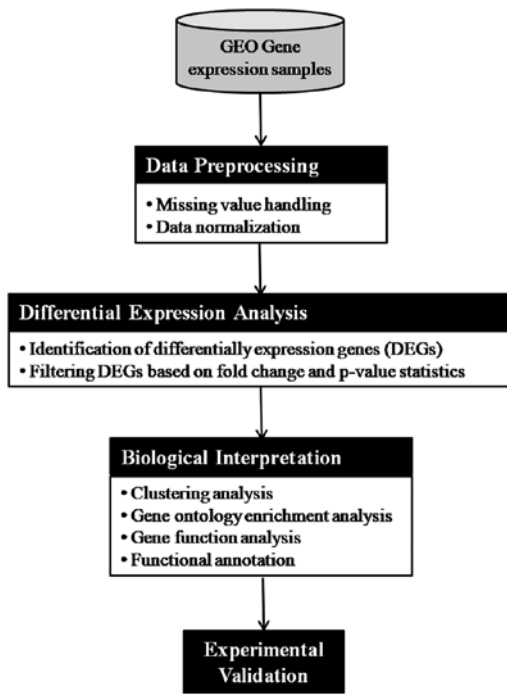 GEO Gene
expression samples
Data Preprocessing
• Missing value handling
• Data normalization
Differential Expression Analysis
• Identification of differentially expression genes (DEGs)
• Filtering DEGs based on fold change and p-value statistics
Biological Interpretation
• Clustering analysis
• Gene ontology enrichment analysis
• Gene function analysis
• Functional annotation
Experimental
Validation